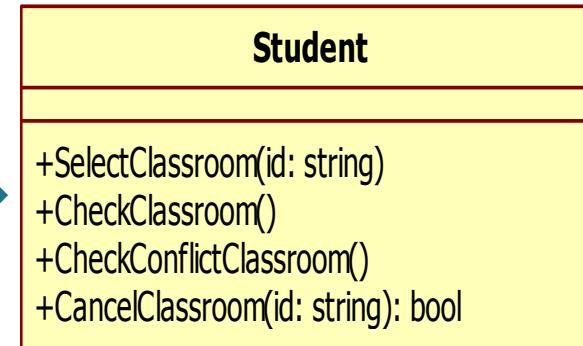 Student
+SelectClassroom(id: string)
+CheckClassroom()
+CheckConflictClassroom()
+CancelClassroom(id: string): bool